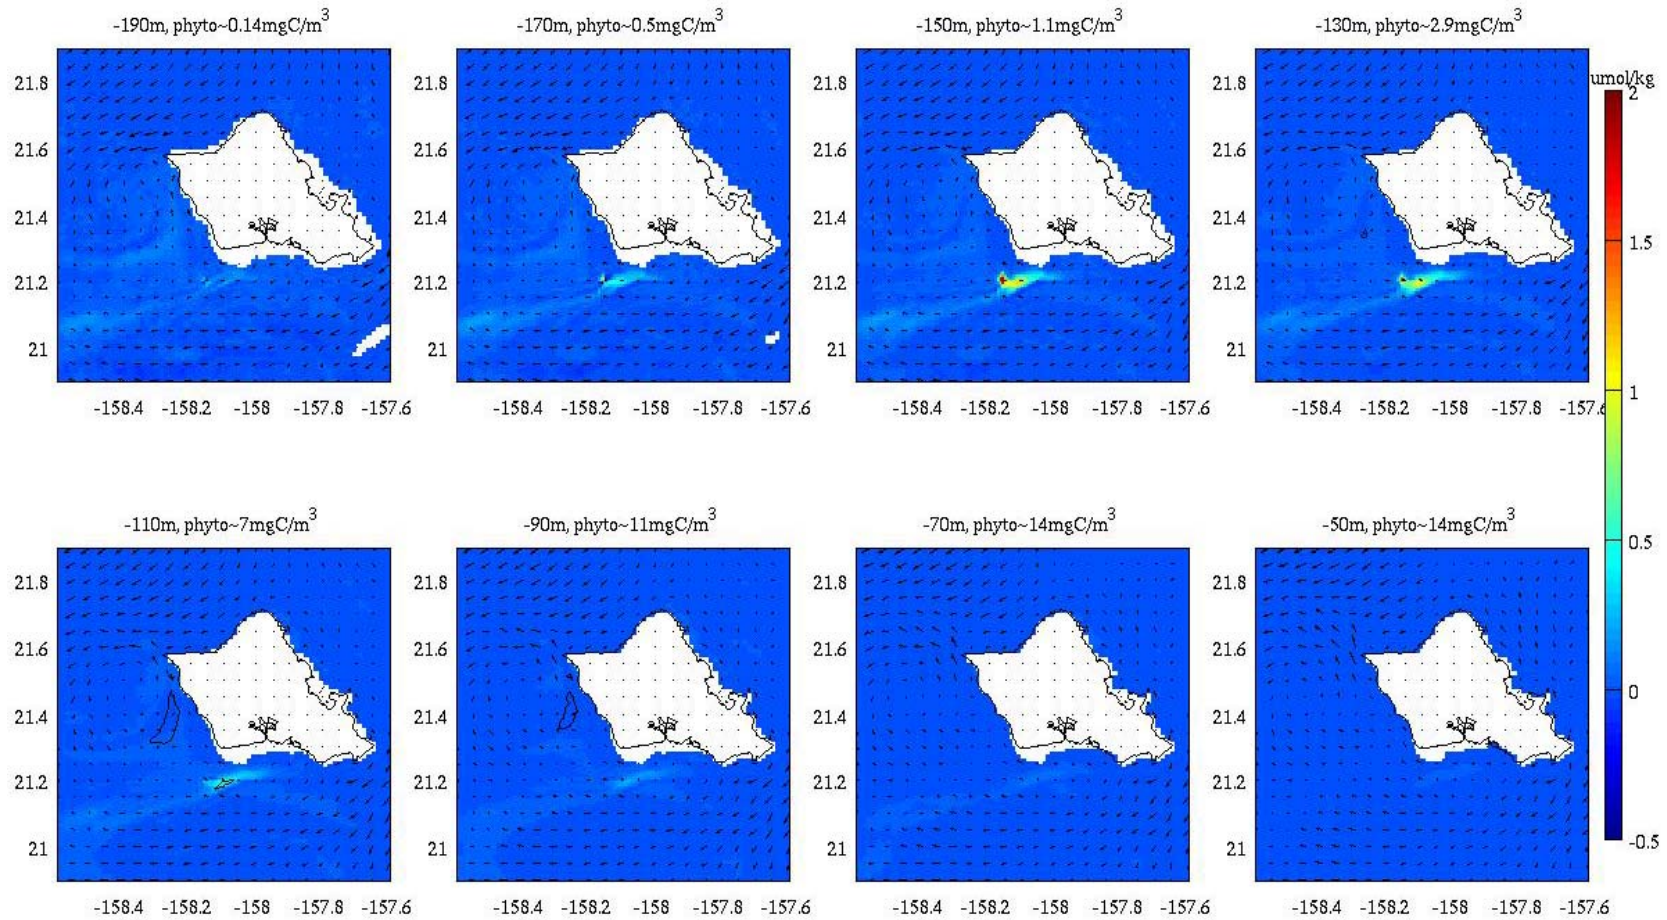 -190m, phyto~0.14mgC/m³
-170m, phyto~0.5mgC/m³
-150m, phyto~1.1mgC/m³
-130m, phyto~2.9mgC/m³
21.8
21.6
21.4
21.2
21
-158.4 -158.2 -158 -157.8 -157.6
21.8
21.6
21.4
21.2
21
-158.4 -158.2 -158 -157.8 -157.6
21.8
21.6
21.4
21.2
21
-158.4 -158.2 -158 -157.8 -157.6
21.8
21.6
21.4
21.2
21
-158.4 -158.2 -158 -157.8 -157.6
umol/kg
2
1.5
1
0.5
0
-0.5
-110m, phyto~7mgC/m³
-90m, phyto~11mgC/m³
-70m, phyto~14mgC/m³
-50m, phyto~14mgC/m³
21.8
21.6
21.4
21.2
21
-158.4 -158.2 -158 -157.8 -157.6
21.8
21.6
21.4
21.2
21
-158.4 -158.2 -158 -157.8 -157.6
21.8
21.6
21.4
21.2
21
-158.4 -158.2 -158 -157.8 -157.6
21.8
21.6
21.4
21.2
21
-158.4 -158.2 -158 -157.8 -157.6